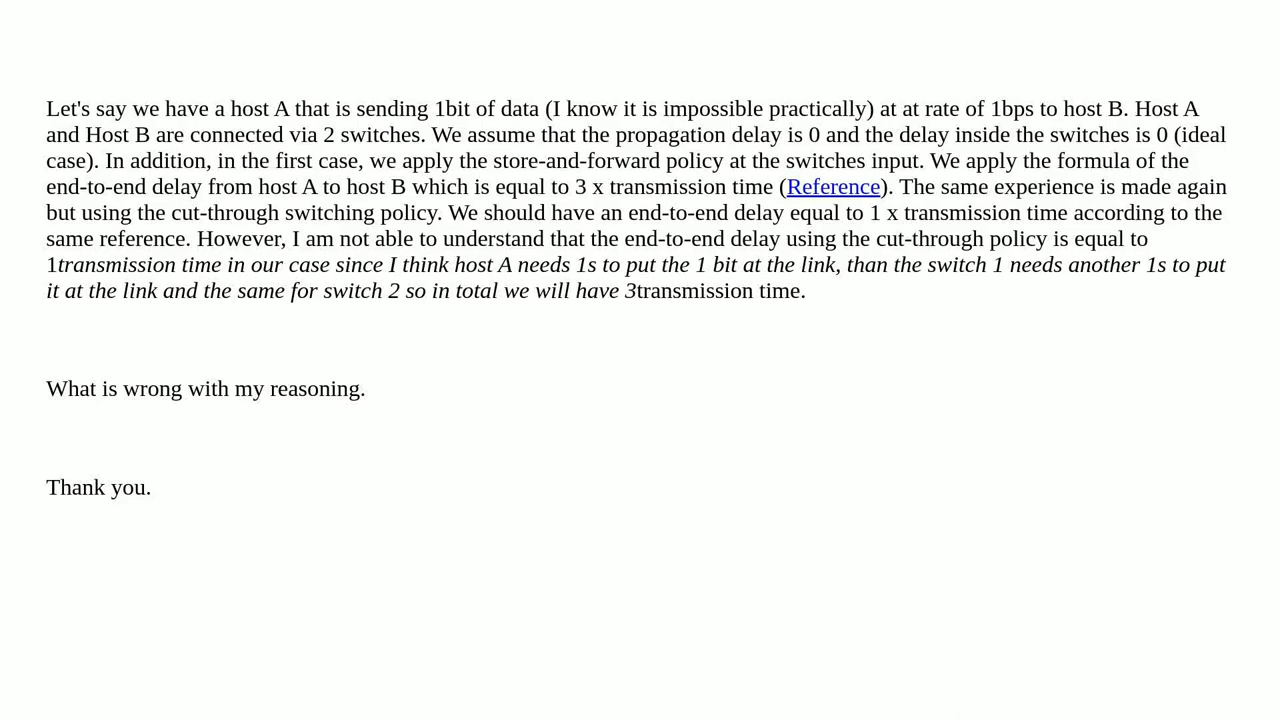 Let's say we have a host A that is sending 1bit of data (I know it is impossible practically) at at rate of 1bps to host B. Host A
and Host B are connected via 2 switches. We assume that the propagation delay is 0 and the delay inside the switches is 0 (ideal
case). In addition, in the first case, we apply the store-and-forward policy at the switches input. We apply the formula of the
end-to-end delay from host A to host B which is equal to 3 x transmission time (Reference). The same experience is made again
but using the cut-through switching policy. We should have an end-to-end delay equal to 1 x transmission time according to the
same reference. However, I am not able to understand that the end-to-end delay using the cut-through policy is equal to
1transmission time in our case since I think host A needs 1s to put the 1 bit at the link, than the switch 1 needs another 1s to put
it at the link and the same for switch 2 so in total we will have 3transmission time.
What is wrong with my reasoning.
Thank you.